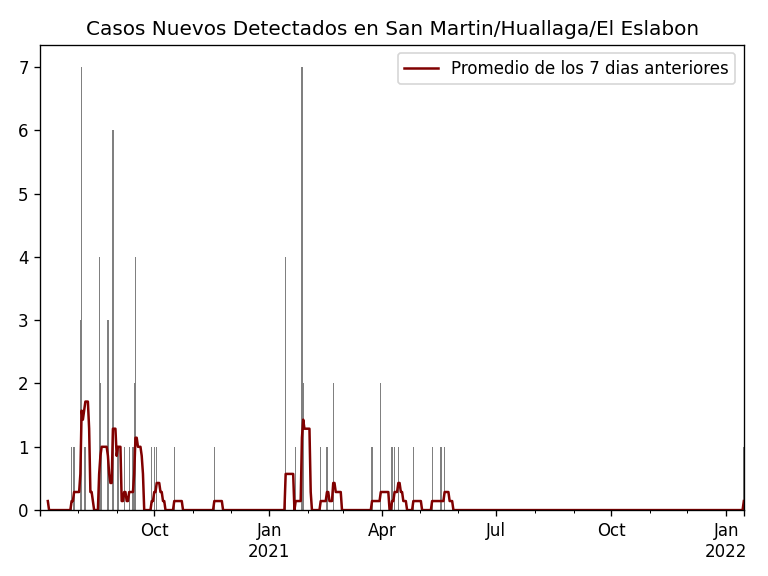 Casos Nuevos Detectados en San Martin/Huallaga/El Eslabon
Promedio de los 7 dias anteriores
7
6
5
4
3
2
1
0
Oct
Jan
2021
Apr
Jul
Oct
Jan
2022